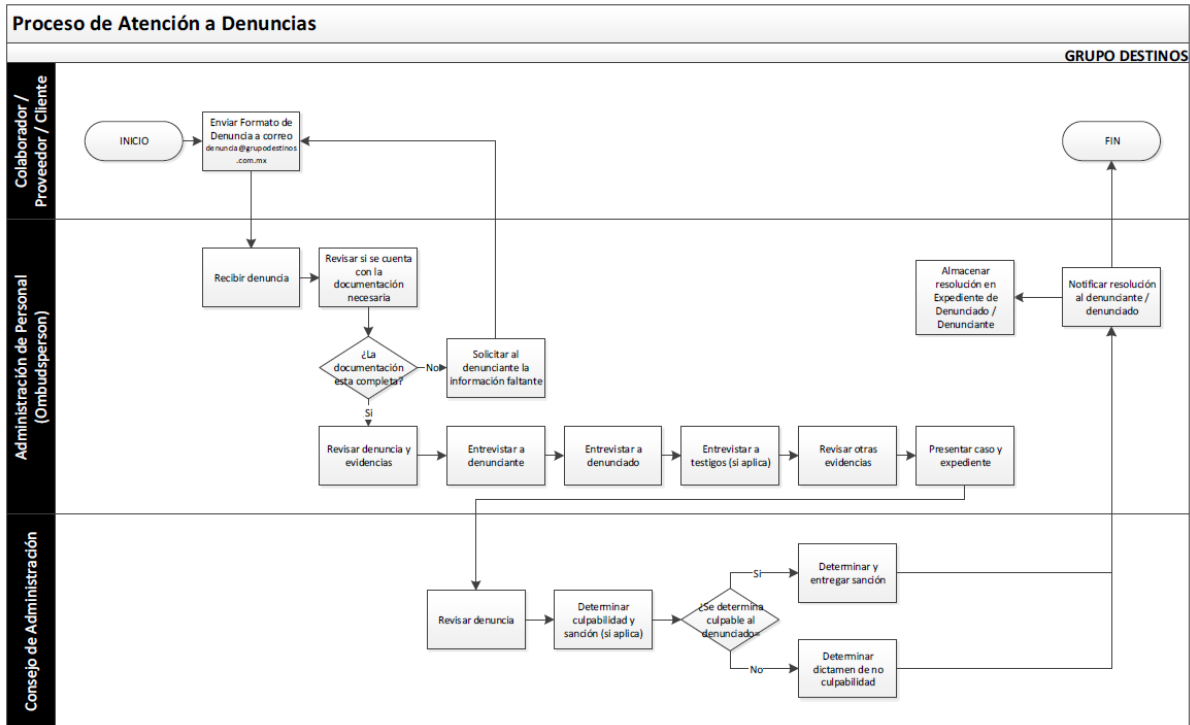 Proceso de Atención a Denuncias
GRUPO DESTINOS
Colaborador /
Proveedor / Cliente
INICIO
Enviar Formato de
Denuncia a correo
denuncia@grupodestinos
.com.mx
FIN
Administración de Personal
(Ombudsperson)
Recibir denuncia
Revisar si se cuenta
con la
documentación
necesaria
¿La
documentación
esta completa?
No
Solicitar al
denunciante la
información faltante
Si
Almacenar
resolución en
Expediente de
Denunciado /
Denunciante
Notificar resolución
al denunciante /
denunciado
Revisar denuncia y
evidencias
Entrevistar a
denunciante
Entrevistar a
denunciado
Entrevistar a
testigos (si aplica)
Revisar otras
evidencias
Presentar caso y
expediente
Consejo de Administración
Revisar denuncia
Determinar
culpabilidad y
sanción (si aplica)
¿Se determina
culpable al
denunciado=
Si
Determinar y
entregar sanción
No
Determinar
dictamen de no
culpabilidad